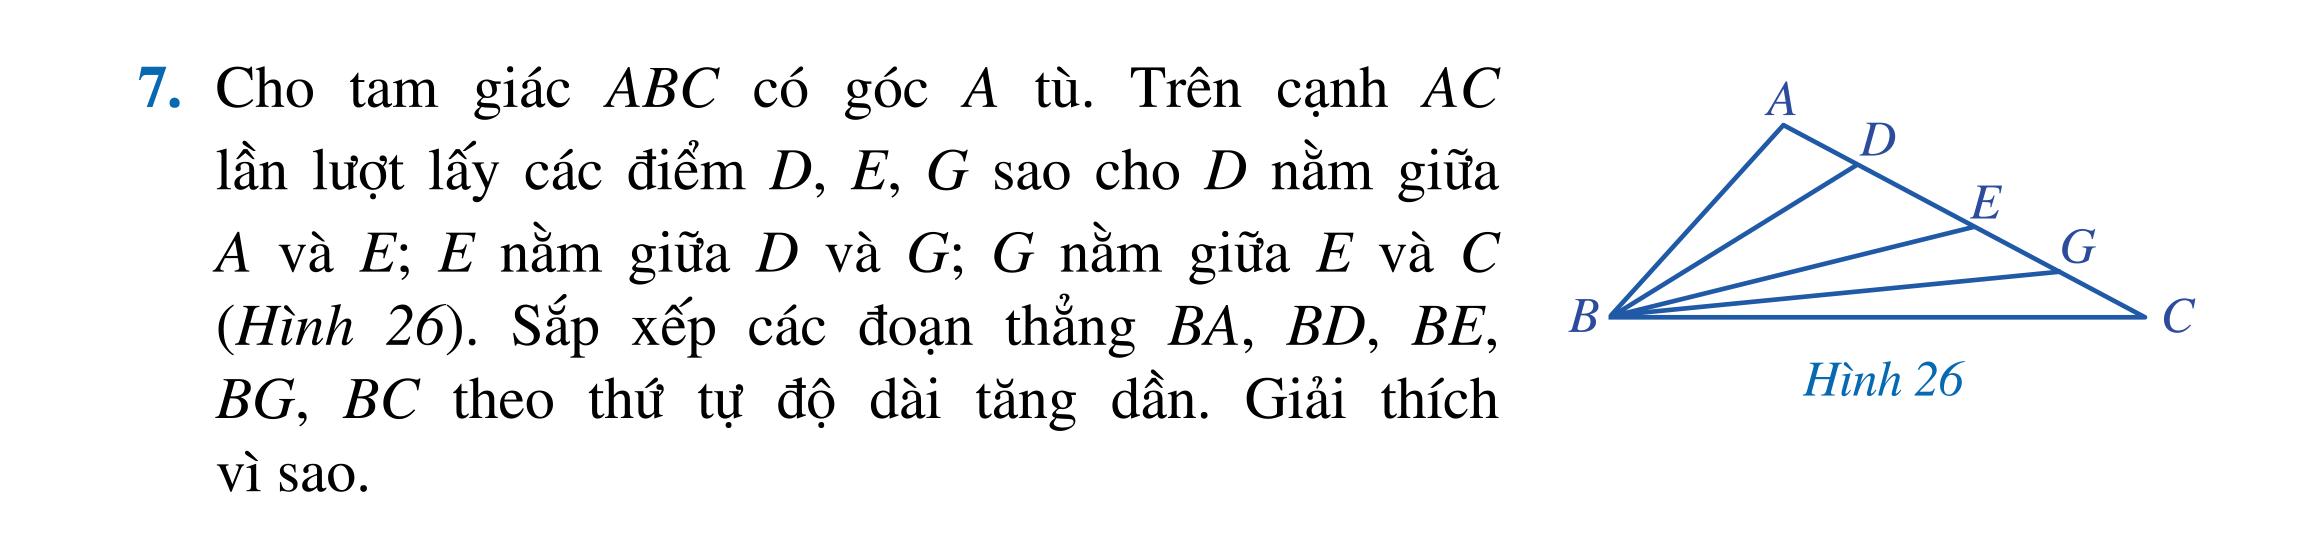 7. Cho tam giác ABC có góc A tù. Trên cạnh AC
lần lượt lấy các điểm D, E, G sao cho D nằm giữa
A và E; E nằm giữa D và G; G nằm giữa E và C
(Hình 26). Sắp xếp các đoạn thẳng BA, BD, BE,
BG, BC theo thứ tự độ dài tăng dần. Giải thích
vì sao.
A
D
E
G
B
C
Hình 26